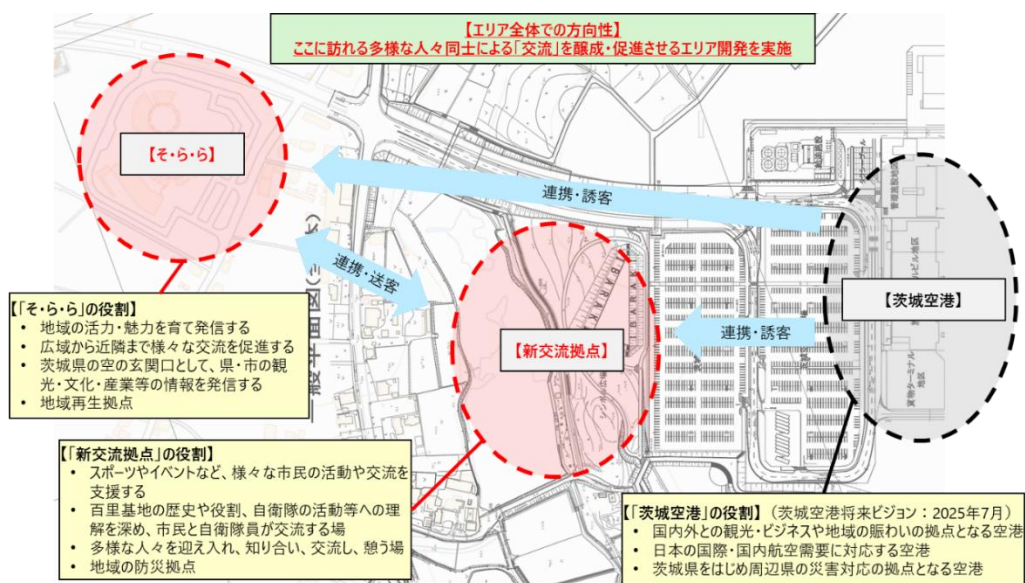 【エリア全体での方向性】
ここに訪れる多様な人々同士による「交流」を醸成・促進させるエリア開発を実施
【そ・ら・ら】
連携・誘客
連携・送客
【新交流拠点】
連携・誘客
【茨城空港】
管理施設地区
貨物ターミナル
地区
IBARAKI
【「そ・ら・ら」の役割】
• 地域の活力・魅力を育て発信する
• 広域から近隣まで様々な交流を促進する
• 茨城県の空の玄関口として、県・市の観
光・文化・産業等の情報を発信する
• 地域再生拠点
【「新交流拠点」の役割】
• スポーツやイベントなど、様々な市民の活動や交流を
支援する
• 百里基地の歴史や役割、自衛隊の活動等への理
解を深め、市民と自衛隊員が交流する場
• 多様な人々を迎え入れ、知り合い、交流し、憩う場
• 地域の防災拠点
【「茨城空港」の役割】（茨城空港将来ビジョン：2025年7月）
• 国内外との観光・ビジネスや地域の賑わいの拠点となる空港
• 日本の国際・国内航空需要に対応する空港
• 茨城県をはじめ周辺県の災害対応の拠点となる空港